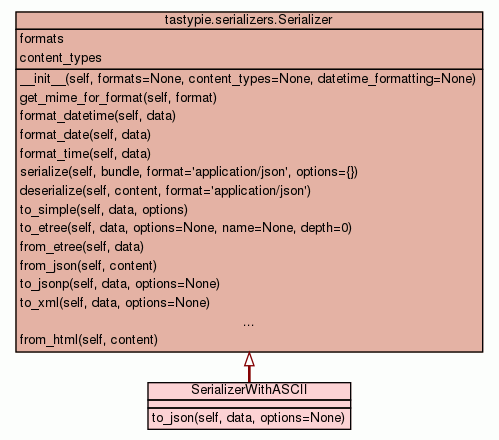 tastypie.serializers.Serializer
formats
content_types
__init__(self, formats=None, content_types=None, datetime_formatting=None)
get_mime_for_format(self, format)
format_datetime(self, data)
format_date(self, data)
format_time(self, data)
serialize(self, bundle, format='application/json', options={})
deserialize(self, content, format='application/json')
to_simple(self, data, options)
to_etree(self, data, options=None, name=None, depth=0)
from_etree(self, data)
from_json(self, content)
to_jsonp(self, data, options=None)
to_xml(self, data, options=None)
...
from_html(self, content)
SerializerWithASCII
to_json(self, data, options=None)